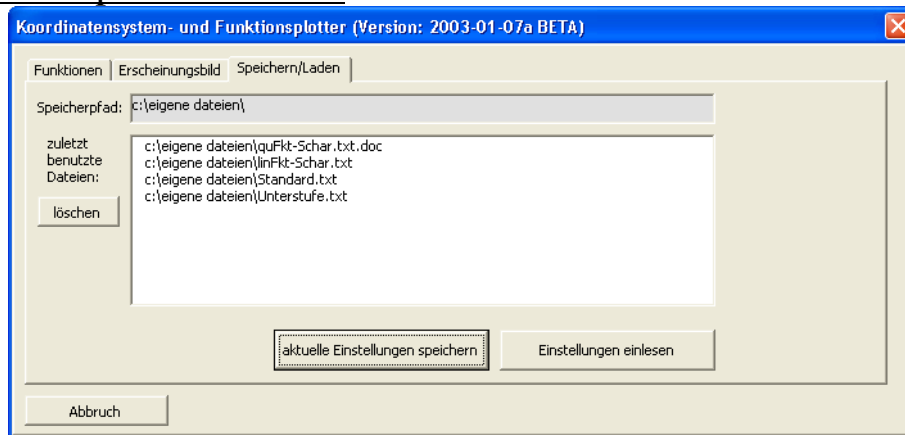 Koordinatensystem- und Funktionsplotter (Version: 2003-01-07a BETA)
Funktionen Erscheinungsbild Speichern/Laden
Speicherpfad: c:\eigene dateien\
zuletzt
benutzte
Dateien:
c:\eigene dateien\quFkt-Schar.txt.doc
c:\eigene dateien\linFkt-Schar.txt
c:\eigene dateien\Standard.txt
c:\eigene dateien\Unterstufe.txt
löschen
aktuelle Einstellungen speichern Einstellungen einlesen
Abbruch